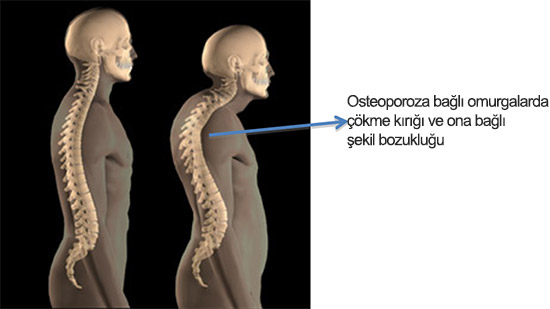 Osteoporoza bağlı omurgalarda
çökme kırığı ve ona bağlı
şekil bozukluğu